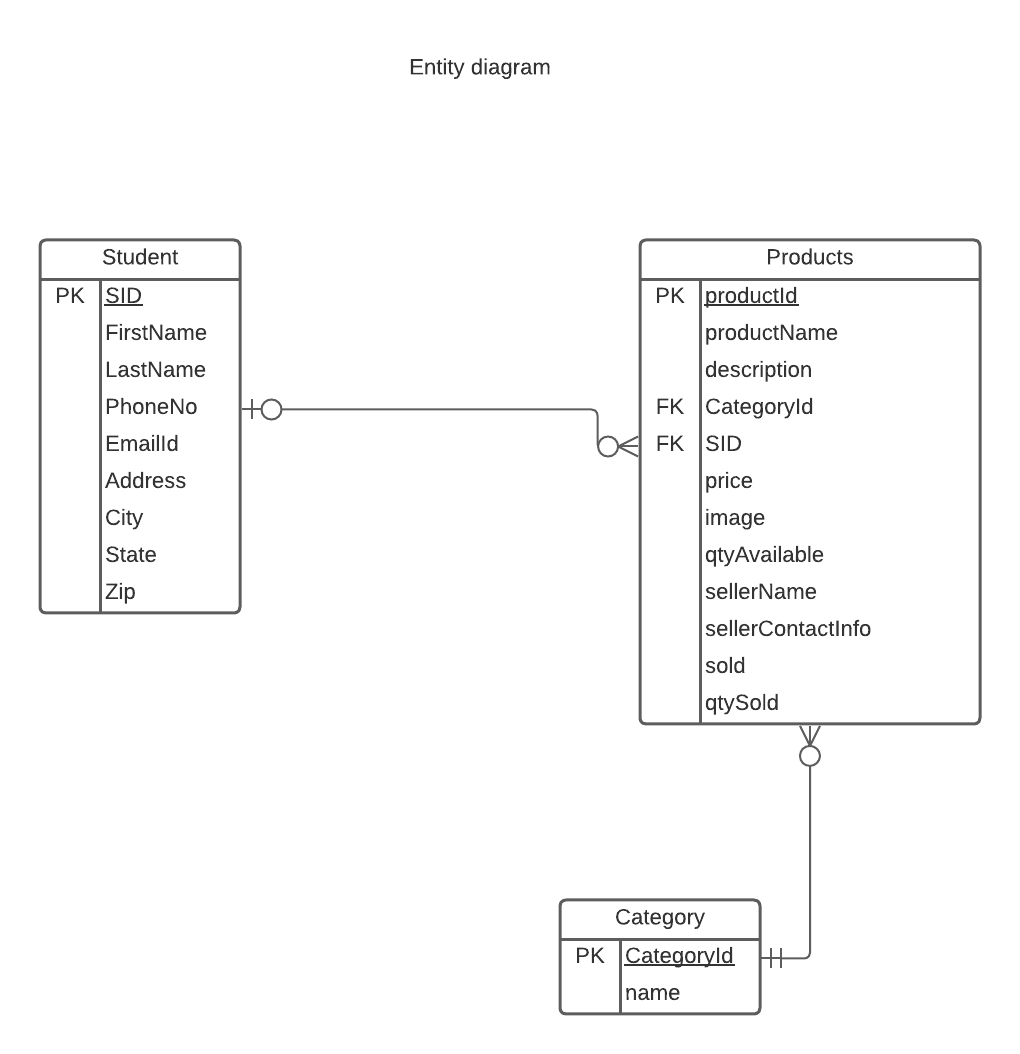 Entity diagram
Student
PK SID
FirstName
LastName
PhoneNo
EmailId
Address
City
State
Zip
Products
PK productId
productName
description
FK CategoryId
FK SID
price
image
qtyAvailable
sellerName
sellerContactInfo
sold
qtySold
Category
PK CategoryId
name